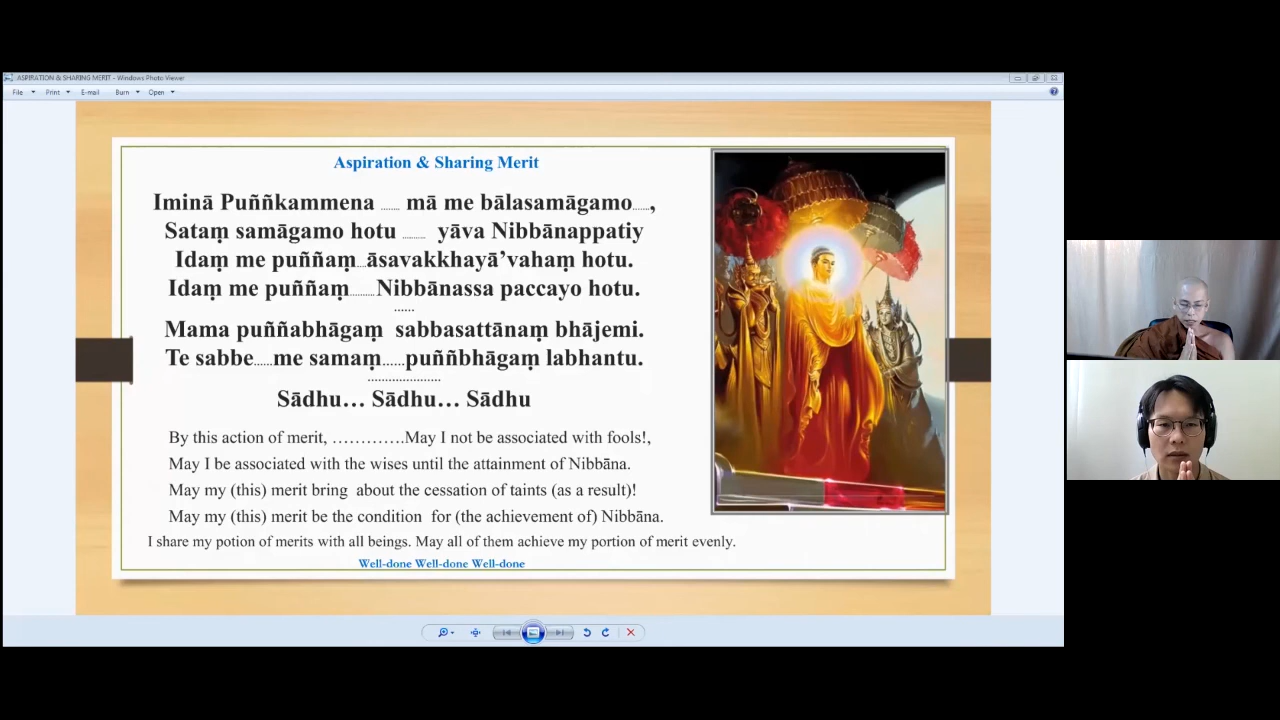 ASPIRATION & SHARING MERIT - Windows Photo Viewer
File Print E-mail Burn Open
Aspiration & Sharing Merit
Iminā Puññkammena ........ mā me bālasamāgamo......,
Sataṃ samāgamo hotu ......... yāva Nibbānappatiy
Idaṃ me puññaṃ...āsavakkhayā’vahaṃ hotu.
Idaṃ me puññaṃ..........Nibbānassa paccayo hotu.
......
Mama puññabhāgaṃ sabbasattānaṃ bhājemi.
Te sabbe......me samaṃ......puññbhāgaṃ labhantu.
.....................
Sādhu… Sādhu… Sādhu
By this action of merit, ………….May I not be associated with fools!,
May I be associated with the wises until the attainment of Nibbāna.
May my (this) merit bring about the cessation of taints (as a result)!
May my (this) merit be the condition for (the achievement of) Nibbāna.
I share my potion of merits with all beings. May all of them achieve my portion of merit evenly.
Well-done Well-done Well-done